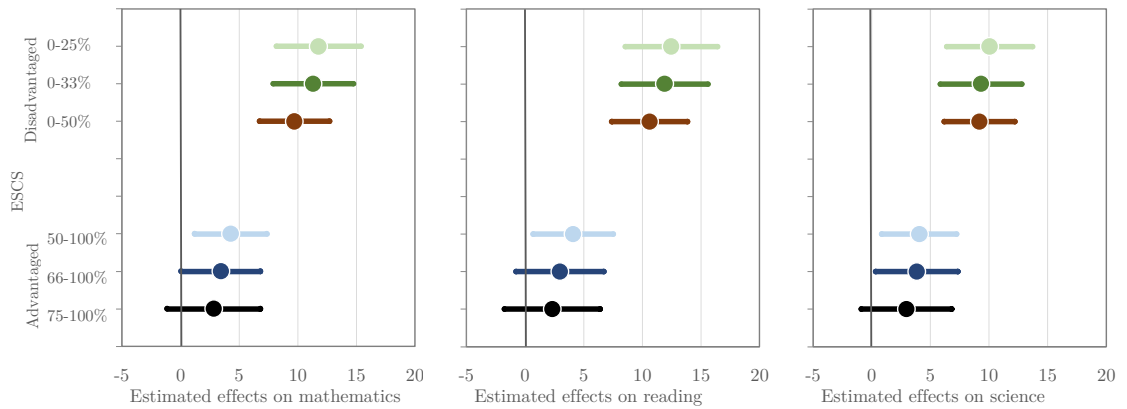 ESCS
Disadvantaged
0-25%
0-33%
0-50%
Advantaged
50-100%
66-100%
75-100%
-5 0 5 10 15 20
Estimated effects on mathematics
-5 0 5 10 15 20
Estimated effects on reading
-5 0 5 10 15 20
Estimated effects on science